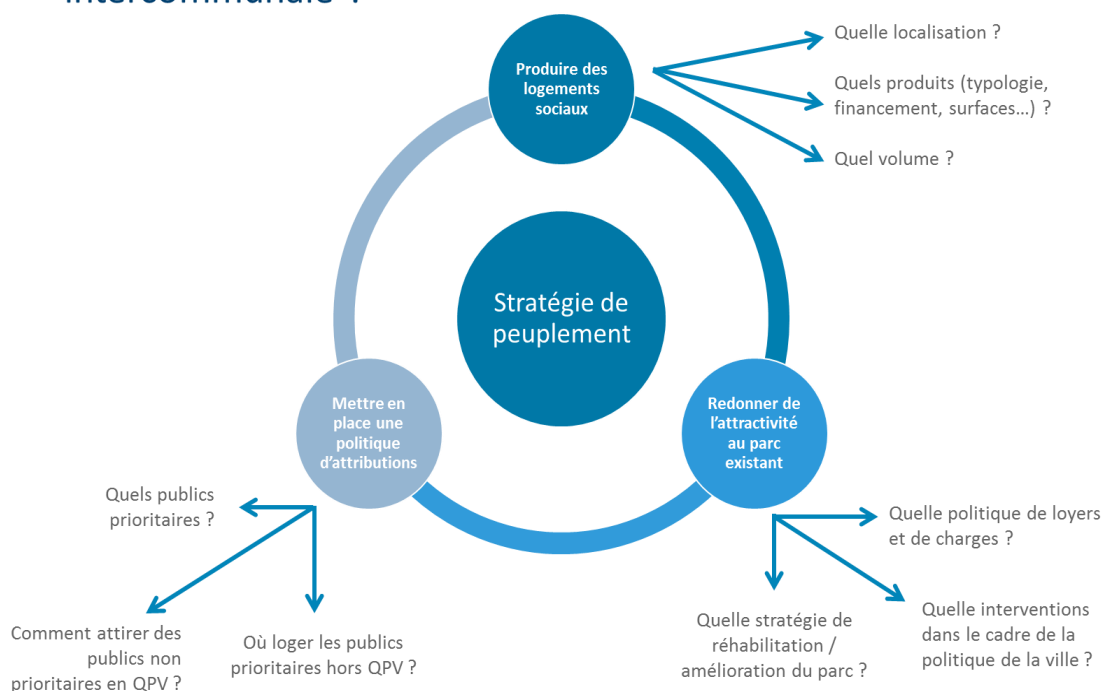 intercommunale ?
Produire des
logements
sociaux
Quelle localisation ?
Quels produits (typologie,
financement, surfaces…) ?
Quel volume ?
Stratégie de
peuplement
Mettre en
place une
politique
d'attributions
Redonner de
l'attractivité
au parc
existant
Quels publics
prioritaires ?
Comment attirer des
publics non
prioritaires en QPV ?
Où loger les publics
prioritaires hors QPV ?
Quelle politique de loyers
et de charges ?
Quelle stratégie de
réhabilitation /
amélioration du parc ?
Quelle interventions
dans le cadre de la
politique de la ville ?